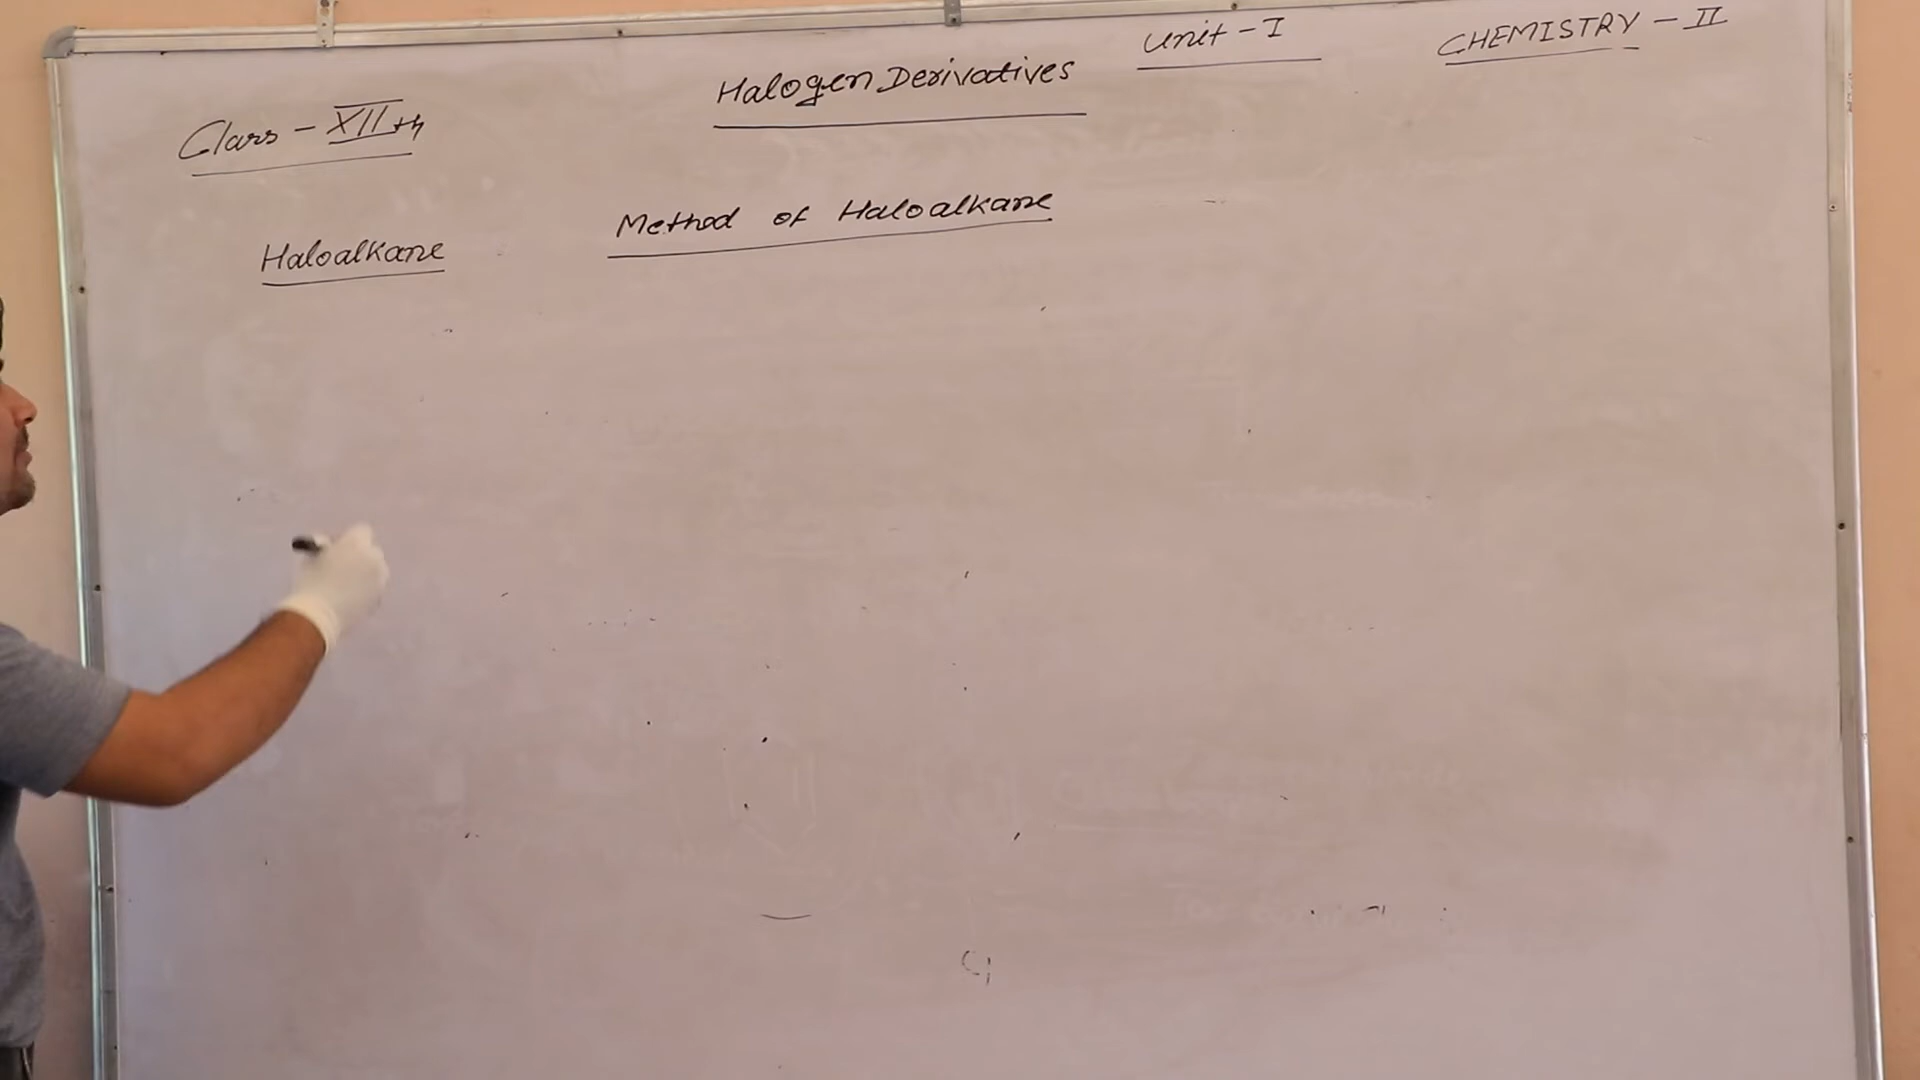 Unit - I
CHEMISTRY - II
Halogen Derivatives
Class - XIIth
Method of Haloalkane
Haloalkane